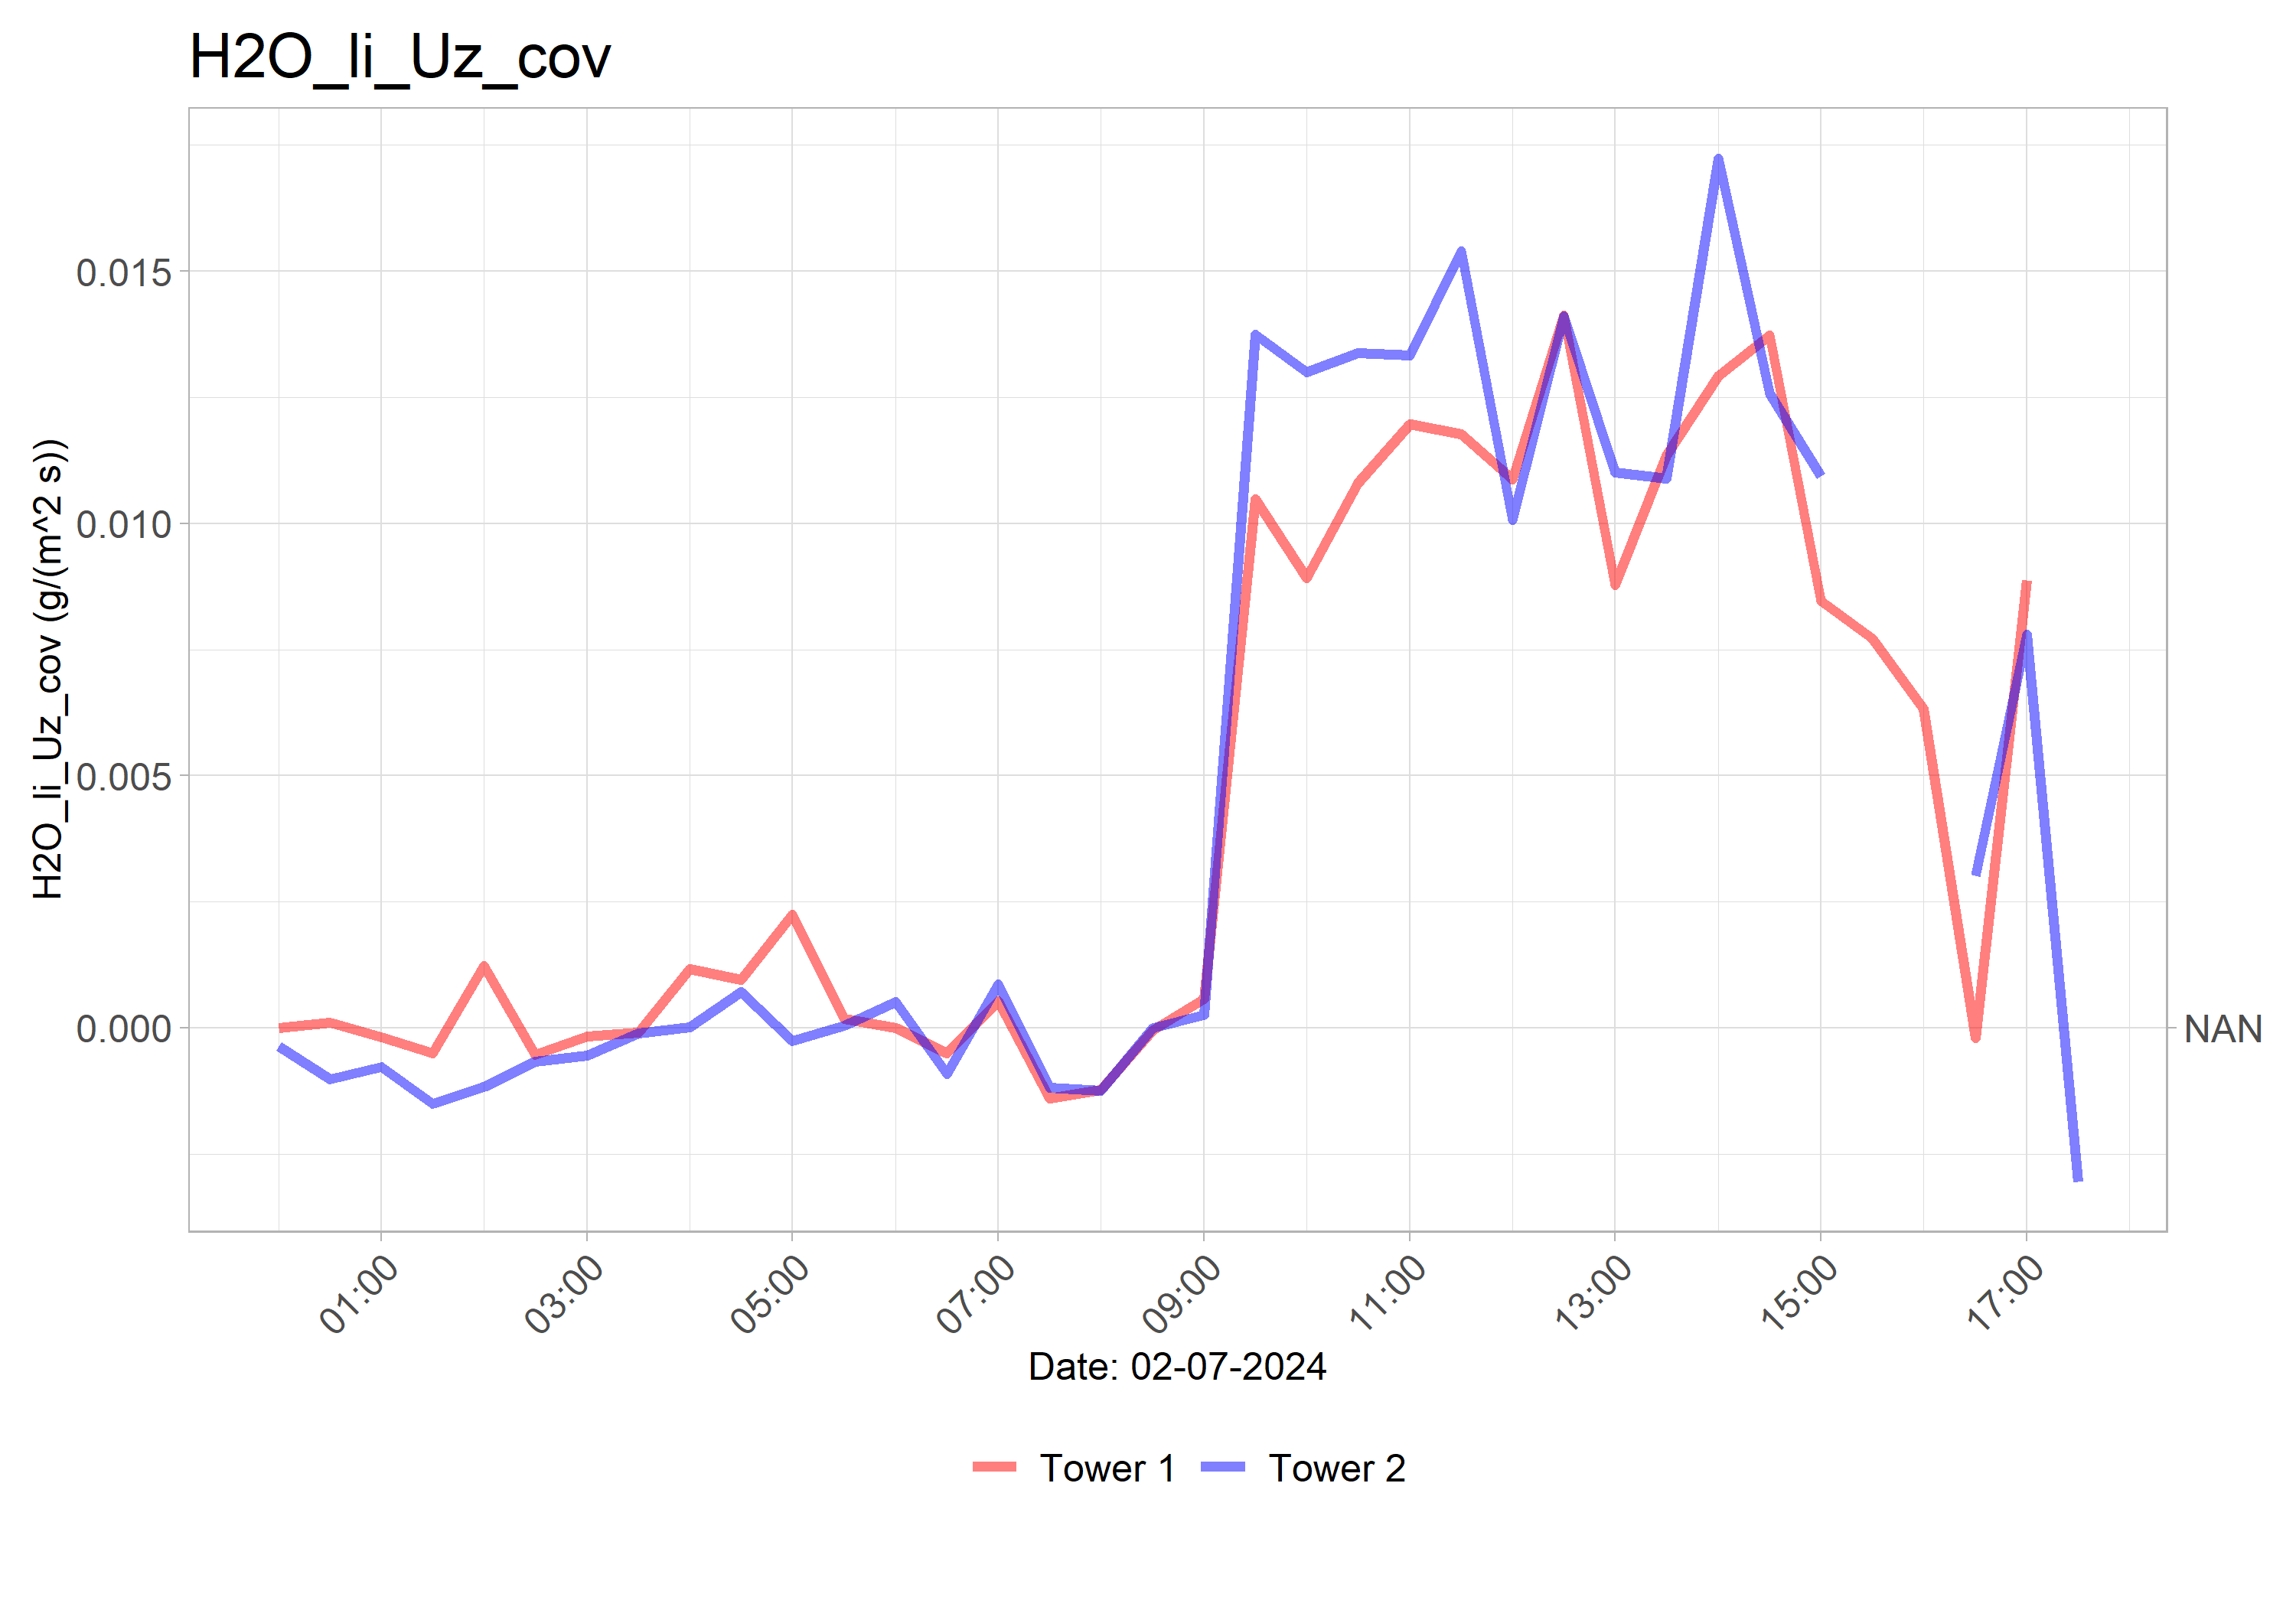 H2O_li_Uz_cov
H2O_li_Uz_cov (g/(m^2 s))
0.015
0.010
0.005
0.000
NAN
01:00 03:00 05:00 07:00 09:00 11:00 13:00 15:00 17:00
Date: 02-07-2024
Tower 1 Tower 2